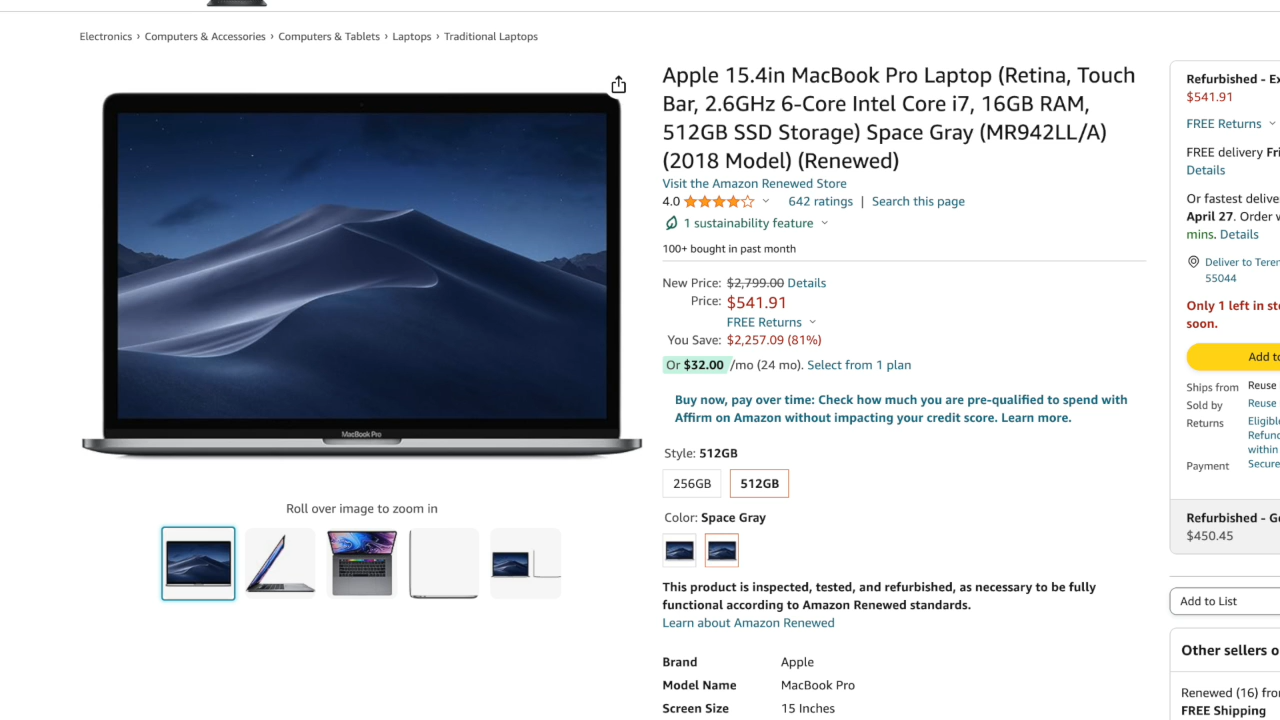 Electronics › Computers & Accessories › Computers & Tablets › Laptops › Traditional Laptops
MacBook Pro
Roll over image to zoom in
Apple 15.4in MacBook Pro Laptop (Retina, Touch
Bar, 2.6GHz 6-Core Intel Core i7, 16GB RAM,
512GB SSD Storage) Space Gray (MR942LL/A)
(2018 Model) (Renewed)
Visit the Amazon Renewed Store
4.0 642 ratings | Search this page
1 sustainability feature
100+ bought in past month
New Price: $2,799.00 Details
Price: $541.91
FREE Returns
You Save: $2,257.09 (81%)
Or $32.00 /mo (24 mo). Select from 1 plan
Buy now, pay over time: Check how much you are pre-qualified to spend with
Affirm on Amazon without impacting your credit score. Learn more.
Style: 512GB
256GB 512GB
Color: Space Gray
This product is inspected, tested, and refurbished, as necessary to be fully
functional according to Amazon Renewed standards.
Learn about Amazon Renewed
Brand Apple
Model Name MacBook Pro
Screen Size 15 Inches
Refurbished - Ex
$541.91
FREE Returns
FREE delivery Fri
Details
Or fastest delive
April 27. Order w
mins. Details
Deliver to Teren
55044
Only 1 left in sto
soon.
Add to
Ships from Reuse
Sold by Reuse
Returns Eligible
Refund
within
Payment Secure
Refurbished - Go
$450.45
Add to List
Other sellers o
Renewed (16) from
FREE Shipping